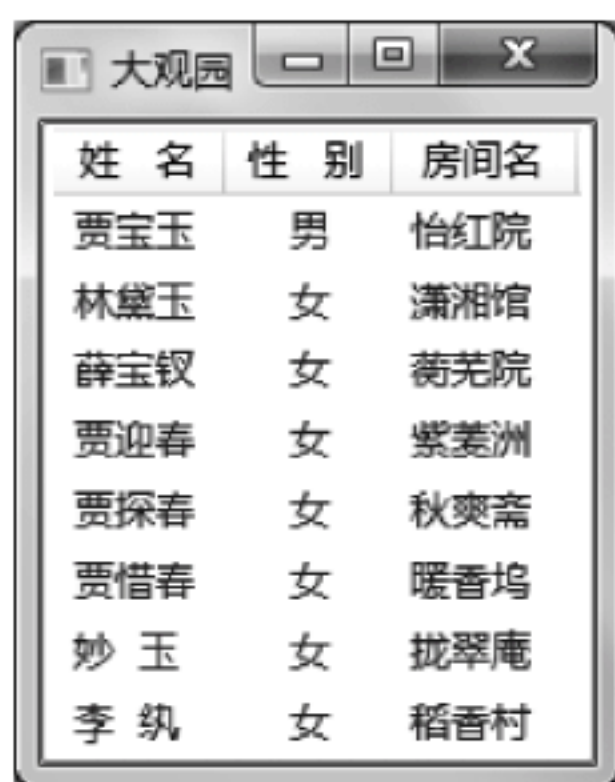 大观园
姓 名 性 别 房间名
贾宝玉 男 怡红院
林黛玉 女 潇湘馆
薛宝钗 女 蘅芜院
贾迎春 女 紫菱洲
贾探春 女 秋爽斋
贾惜春 女 暖香坞
妙 玉 女 拢翠庵
李 纨 女 稻香村